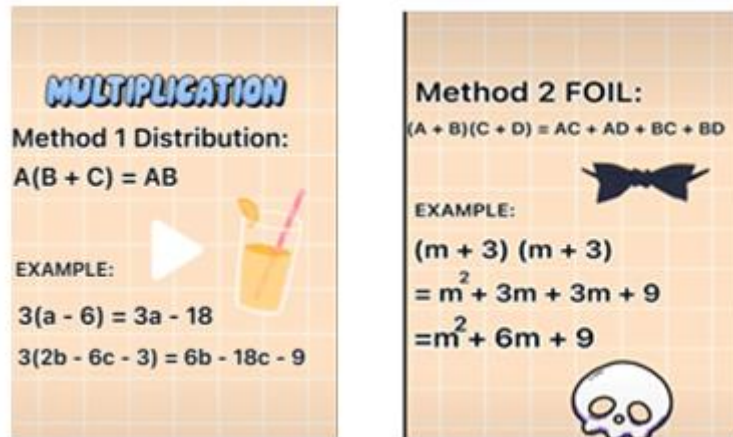 MULTIPLICATION
Method 1 Distribution:
A(B + C) = AB
EXAMPLE:
3(a - 6) = 3a - 18
3(2b - 6c - 3) = 6b - 18c - 9
Method 2 FOIL:
(A + B)(C + D) = AC + AD + BC + BD
EXAMPLE:
(m + 3) (m + 3)
= m² + 3m + 3m + 9
=m² + 6m + 9